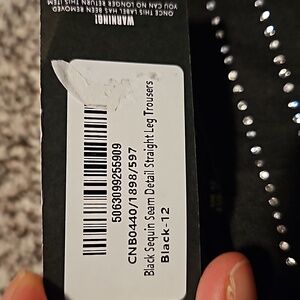 WARNING!
ONCE THIS LABEL HAS BEEN REMOVED
YOU CAN NO LONGER RETURN THIS ITEM
5063099255909
CNB0440/1898/597
Black Sequin Seam Detail Straight Leg Trousers
Black-12